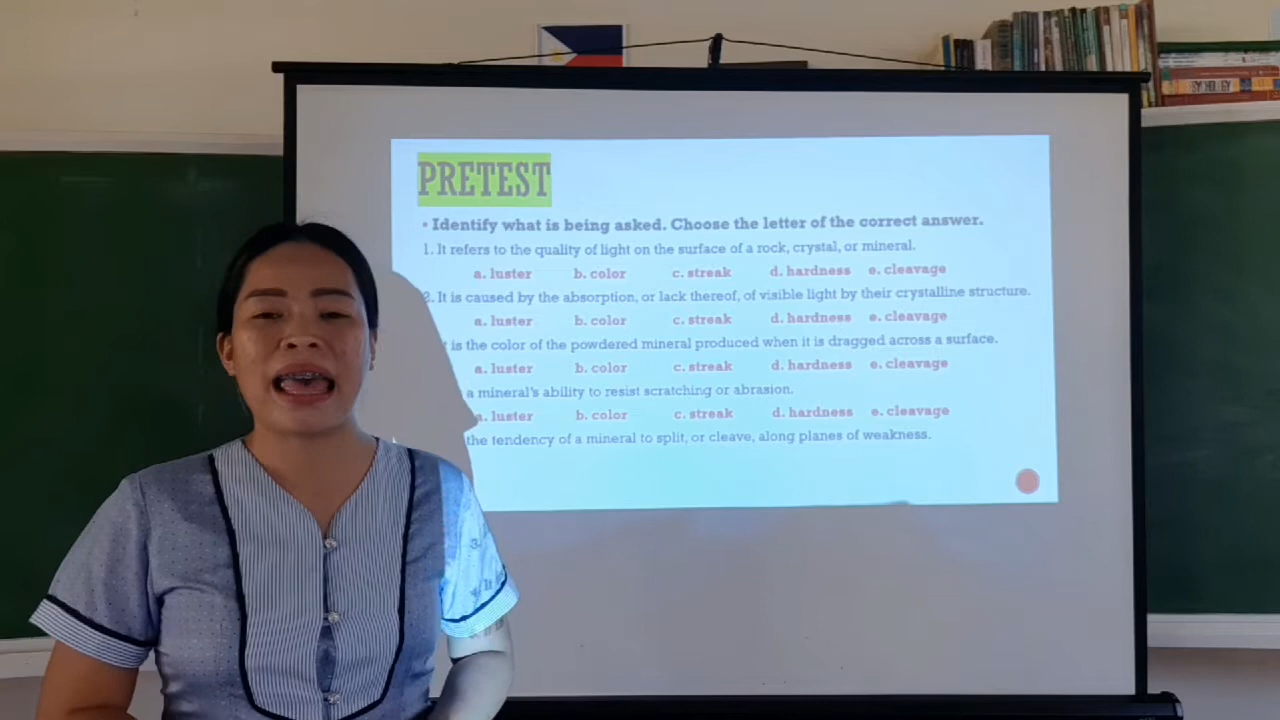 PRETEST
• Identify what is being asked. Choose the letter of the correct answer.
1. It refers to the quality of light on the surface of a rock, crystal, or mineral.
a. luster b. color c. streak d. hardness e. cleavage
2. It is caused by the absorption, or lack thereof, of visible light by their crystalline structure.
a. luster b. color c. streak d. hardness e. cleavage
is the color of the powdered mineral produced when it is dragged across a surface.
a. luster b. color c. streak d. hardness e. cleavage
a mineral's ability to resist scratching or abrasion.
a. luster b. color c. streak d. hardness e. cleavage
the tendency of a mineral to split, or cleave, along planes of weakness.
3.
It